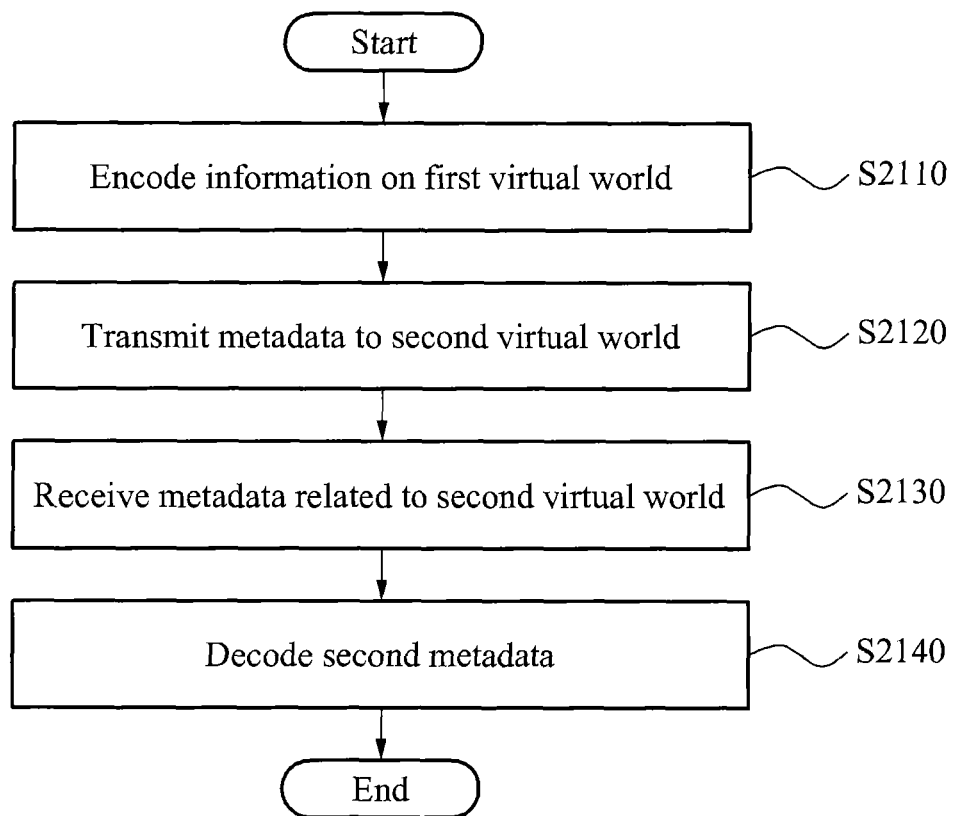 Start
Encode information on first virtual world
S2110
Transmit metadata to second virtual world
S2120
Receive metadata related to second virtual world
S2130
Decode second metadata
S2140
End